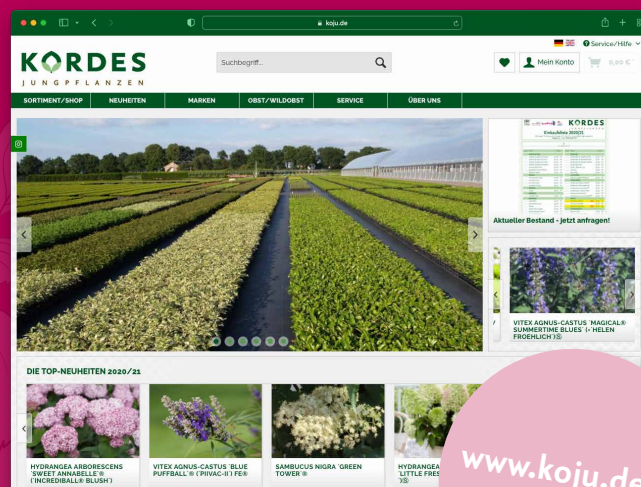 koju.de
Service/Hilfe
KORDES
JUNGPFLANZEN
Suchbegriff...
Mein Konto
0,00 € *
SORTIMENT/SHOP
NEUHEITEN
MARKEN
OBST/WILDOBST
SERVICE
ÜBER UNS
KORDES
Einkaufsliste 2020/21
Aktueller Bestand - jetzt anfragen!
VITEX AGNUS-CASTUS 'MAGICAL®
SUMMERTIME BLUES' (='HELEN
FROEHLICH')Ⓢ
DIE TOP-NEUHEITEN 2020/21
HYDRANGEA ARBORESCENS
'SWEET ANNABELLE'®
('INCREDIBALL® BLUSH')
VITEX AGNUS-CASTUS 'BLUE
PUFFBALL'® ('PIIVAC-II') FE®
SAMBUCUS NIGRA 'GREEN
TOWER'®
HYDRANGEA
'LITTLE FRES
')Ⓢ
www.koju.de